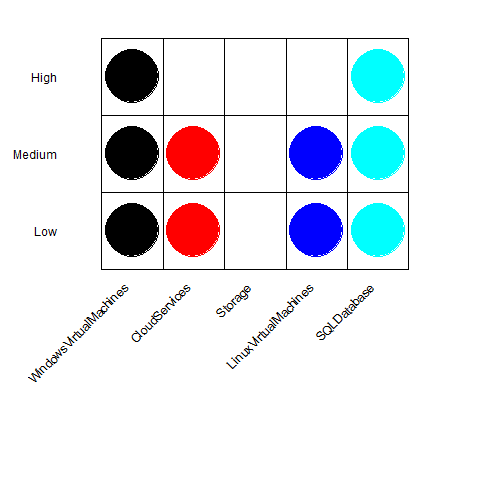 High
Medium
Low
WindowsVirtualMachines
CloudServices
Storage
LinuxVirtualMachines
SQLDatabase